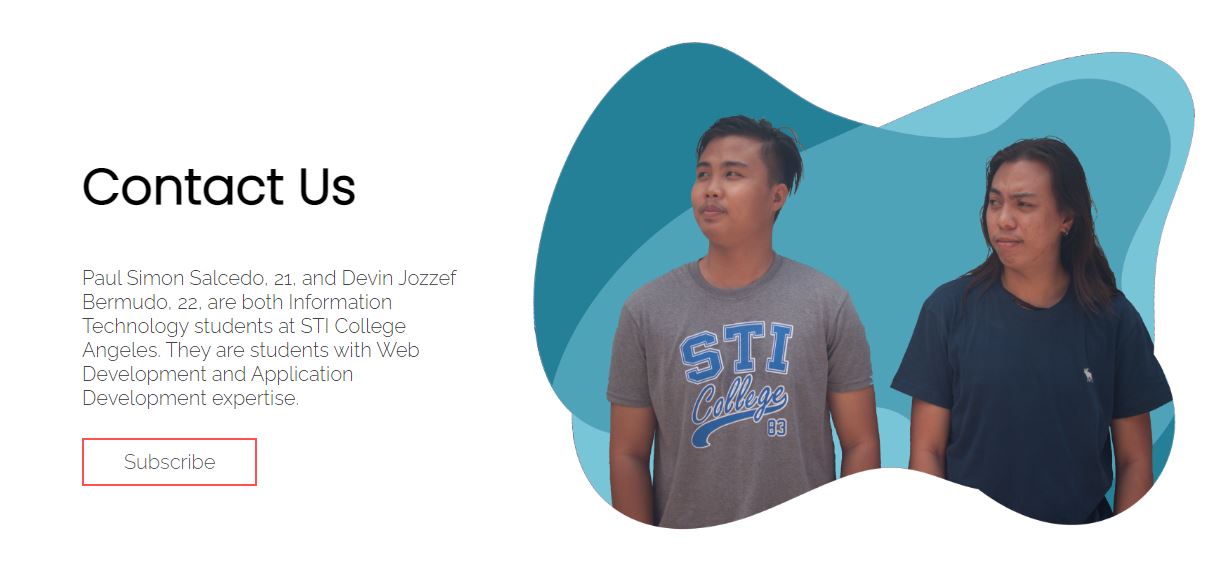 Contact Us
Paul Simon Salcedo, 21, and Devin Jozzef
Bermudo, 22, are both Information
Technology students at STI College
Angeles. They are students with Web
Development and Application
Development expertise.
Subscribe
STI
College
83